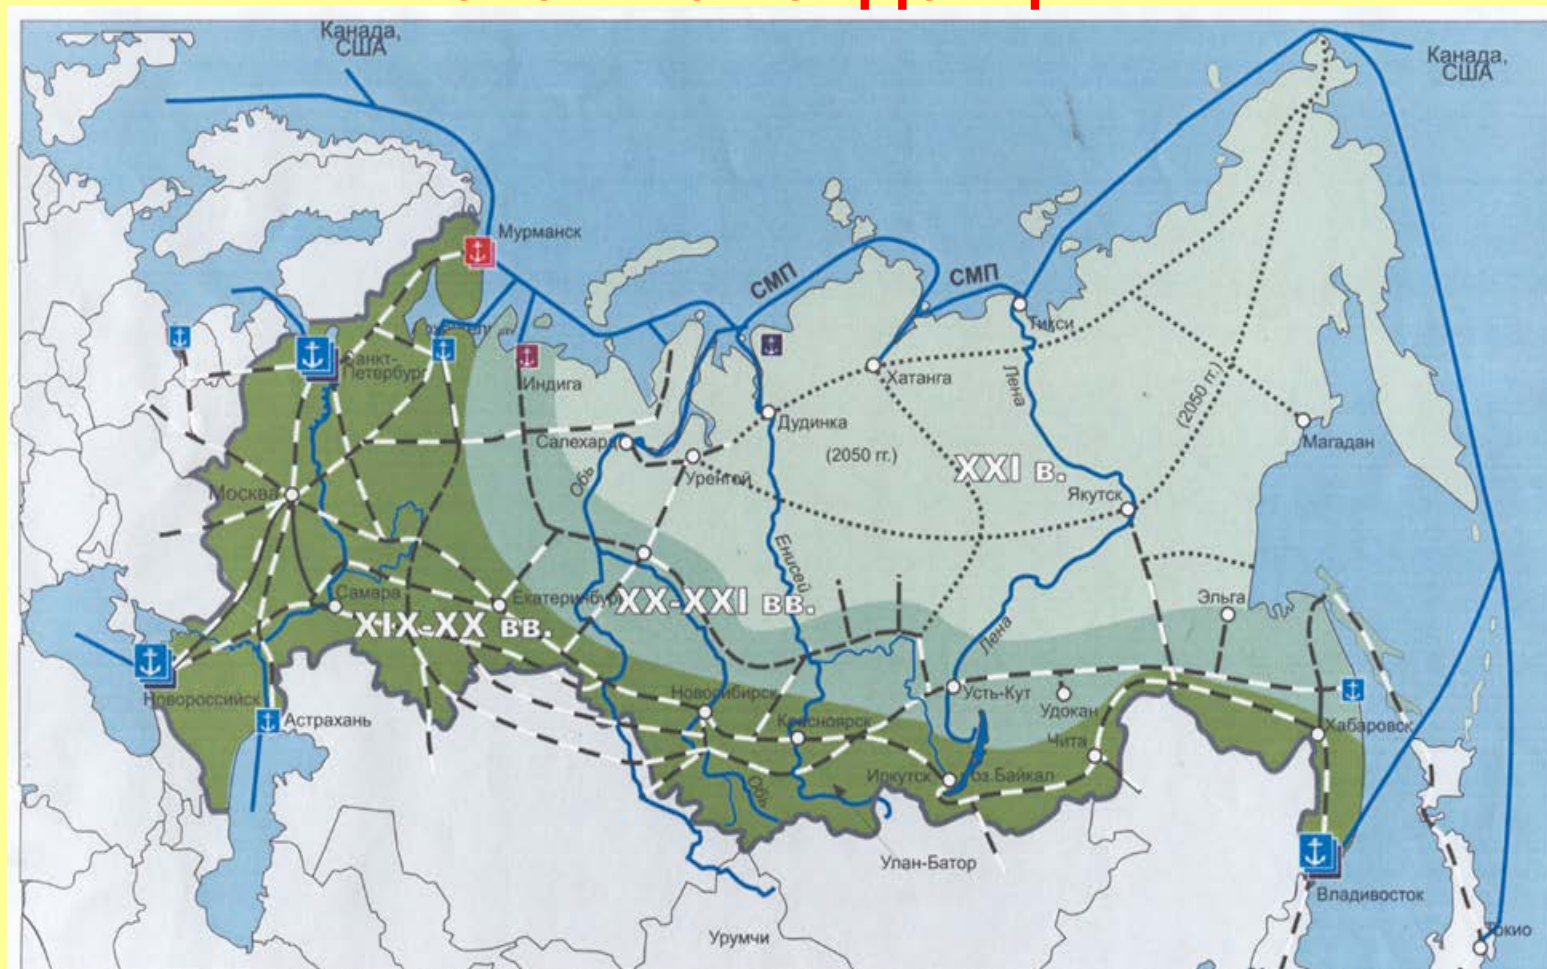 Канада,
США
Канада,
США
Мурманск
СМП
СМП
Тикси
Санкт-
Петербург
Индига
Хатанга
Лена
(2050 гг.)
Дудинка
Магадан
Салехард
(2050 гг.)
XXI в.
Обь
Уренгой
Якутск
Москва
Енисей
Самара
Екатеринбург
XX-XXI вв.
Эльга
XIX-XX вв.
Лена
Новороссийск
Новосибирск
Усть-Кут
Удокан
Астрахань
Красноярск
Чита
Хабаровск
Иркутск
оз.Байкал
Обь
Улан-Батор
Владивосток
Урумчи
Токио